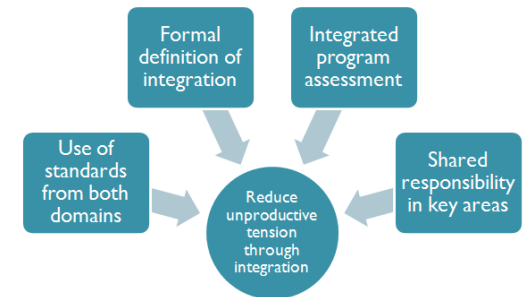 Formal
definition of
integration
Integrated
program
assessment
Use of
standards
from both
domains
Shared
responsibility
in key areas
Reduce
unproductive
tension
through
integration